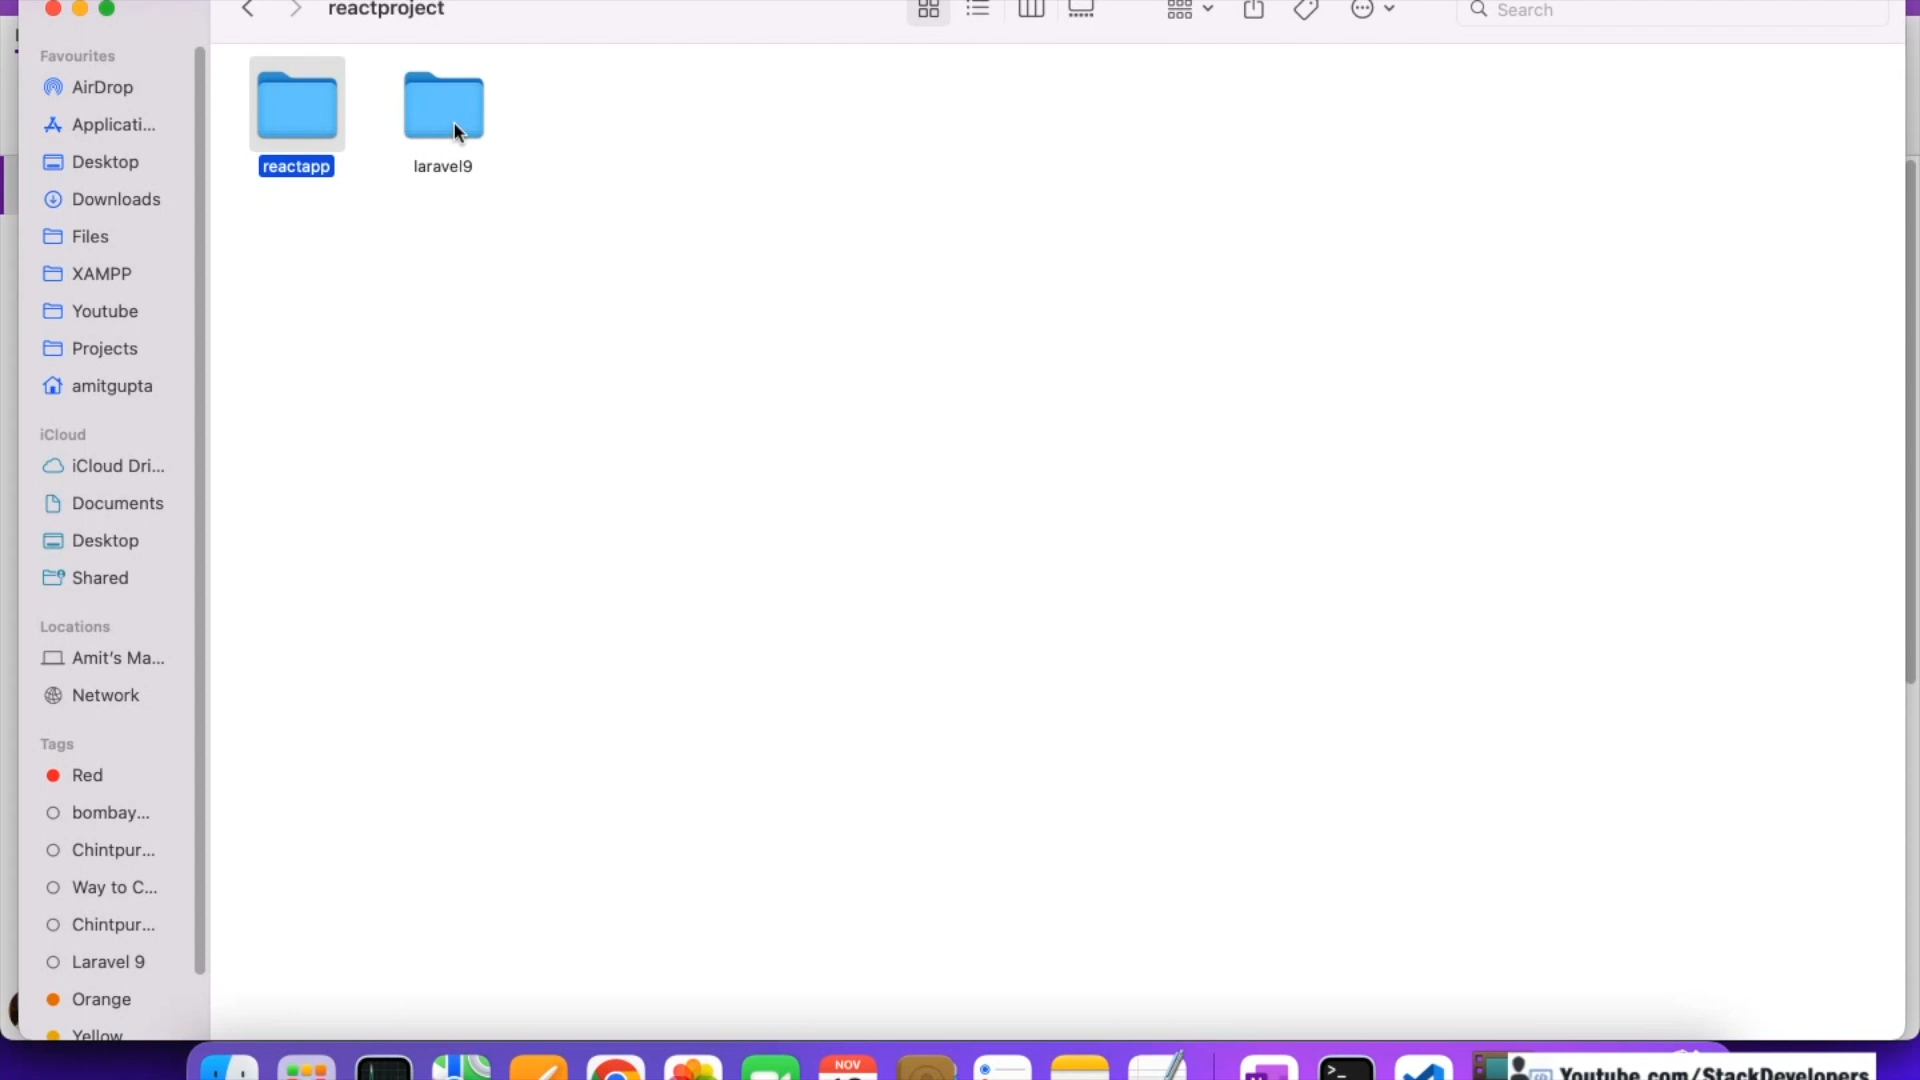 reactproject
Search
Favourites
AirDrop
Applicati...
Desktop
Downloads
Files
XAMPP
Youtube
Projects
amitgupta
iCloud
iCloud Dri...
Documents
Desktop
Shared
Locations
Amit's Ma...
Network
Tags
Red
bombay...
Chintpur...
Way to C...
Chintpur...
Laravel 9
Orange
Yellow
reactapp
laravel9
NOV
Youtube.com/StackDevelopers